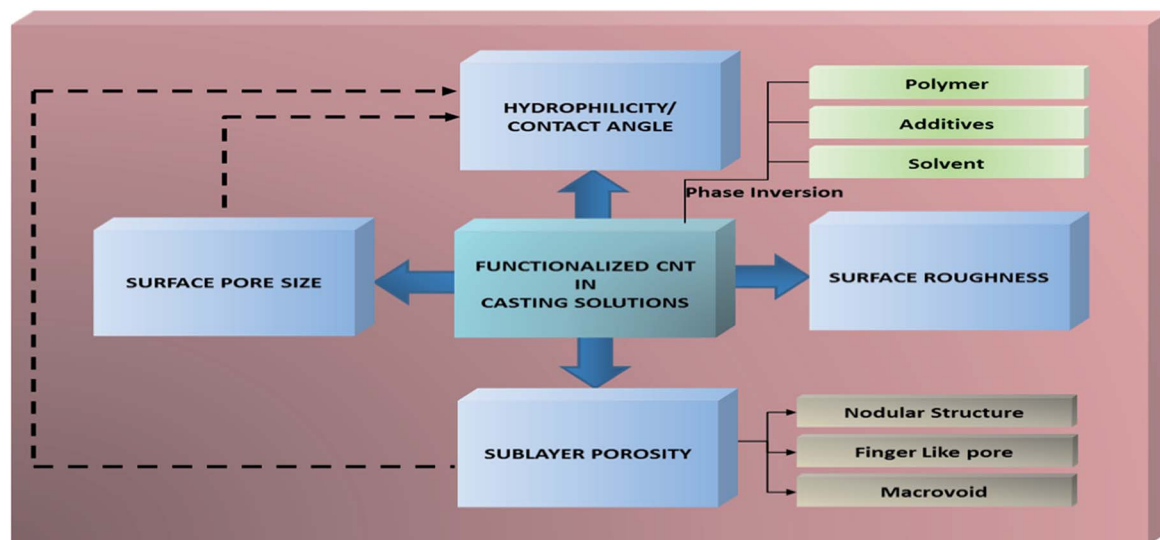 HYDROPHILICITY/
CONTACT ANGLE
Polymer
Additives
Solvent
Phase Inversion
SURFACE PORE SIZE
FUNCTIONALIZED CNT
IN
CASTING SOLUTIONS
SURFACE ROUGHNESS
SUBLAYER POROSITY
Nodular Structure
Finger Like pore
Macrovoid